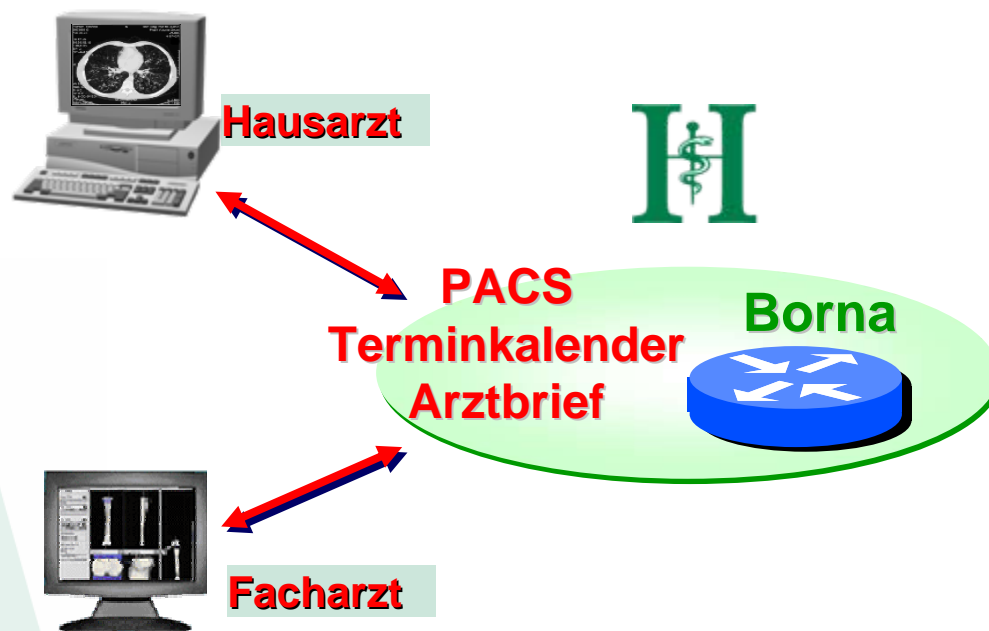 Hausarzt
H
PACS
Terminkalender
Arztbrief
Borna
Facharzt